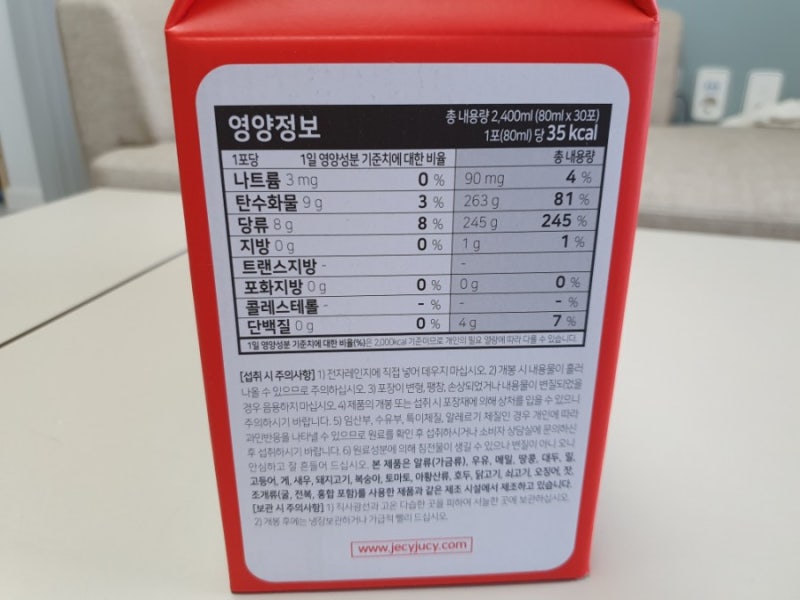 영양정보
총 내용량 2,400ml (80ml x 30포)
1포(80ml) 당 35 kcal
1포당 1일 영양성분 기준치에 대한 비율 총 내용량
나트륨 3 mg 0 % 90 mg 4 %
탄수화물 9 g 3 % 263 g 81 %
당류 8 g 8 % 245 g 245 %
지방 0 g 0 % 1 g 1 %
트랜스지방 - -
포화지방 0 g 0 % 0 g 0 %
콜레스테롤 - - % - - %
단백질 0 g 0 % 4 g 7 %
1일 영양성분 기준치에 대한 비율(%)은 2,000kcal 기준이므로 개인의 필요 열량에 따라 다를 수 있습니다.
[섭취 시 주의사항] 1) 전자레인지에 직접 넣어 데우지 마십시오. 2) 개봉 시 내용물이 흘러
나올 수 있으므로 주의하십시오. 3) 포장이 변형, 팽창, 손상되었거나 내용물이 변질되었을
경우 음용하지 마십시오. 4) 제품의 개봉 또는 섭취 시 포장재에 의해 상처를 입을 수 있으니
주의하시기 바랍니다. 5) 임산부, 수유부, 특이체질, 알레르기 체질인 경우 개인에 따라
과민반응을 나타낼 수 있으므로 원료를 확인 후 섭취하시거나 소비자 상담실에 문의하신
후 섭취하시기 바랍니다. 6) 원료성분에 의해 침전물이 생길 수 있으나 변질이 아니 오니
안심하고 잘 흔들어 드십시오. 본 제품은 알류(가금류), 우유, 메밀, 땅콩, 대두, 밀,
고등어, 게, 새우, 돼지고기, 복숭아, 토마토, 아황산류, 호두, 닭고기, 쇠고기, 오징어, 잣,
조개류(굴, 전복, 홍합 포함)를 사용한 제품과 같은 제조 시설에서 제조하고 있습니다.
[보관 시 주의사항] 1) 직사광선과 고온 다습한 곳을 피하여 서늘한 곳에 보관하십시오.
2) 개봉 후에는 냉장보관하거나 가급적 빨리 드십시오.
www.jecyjucy.com